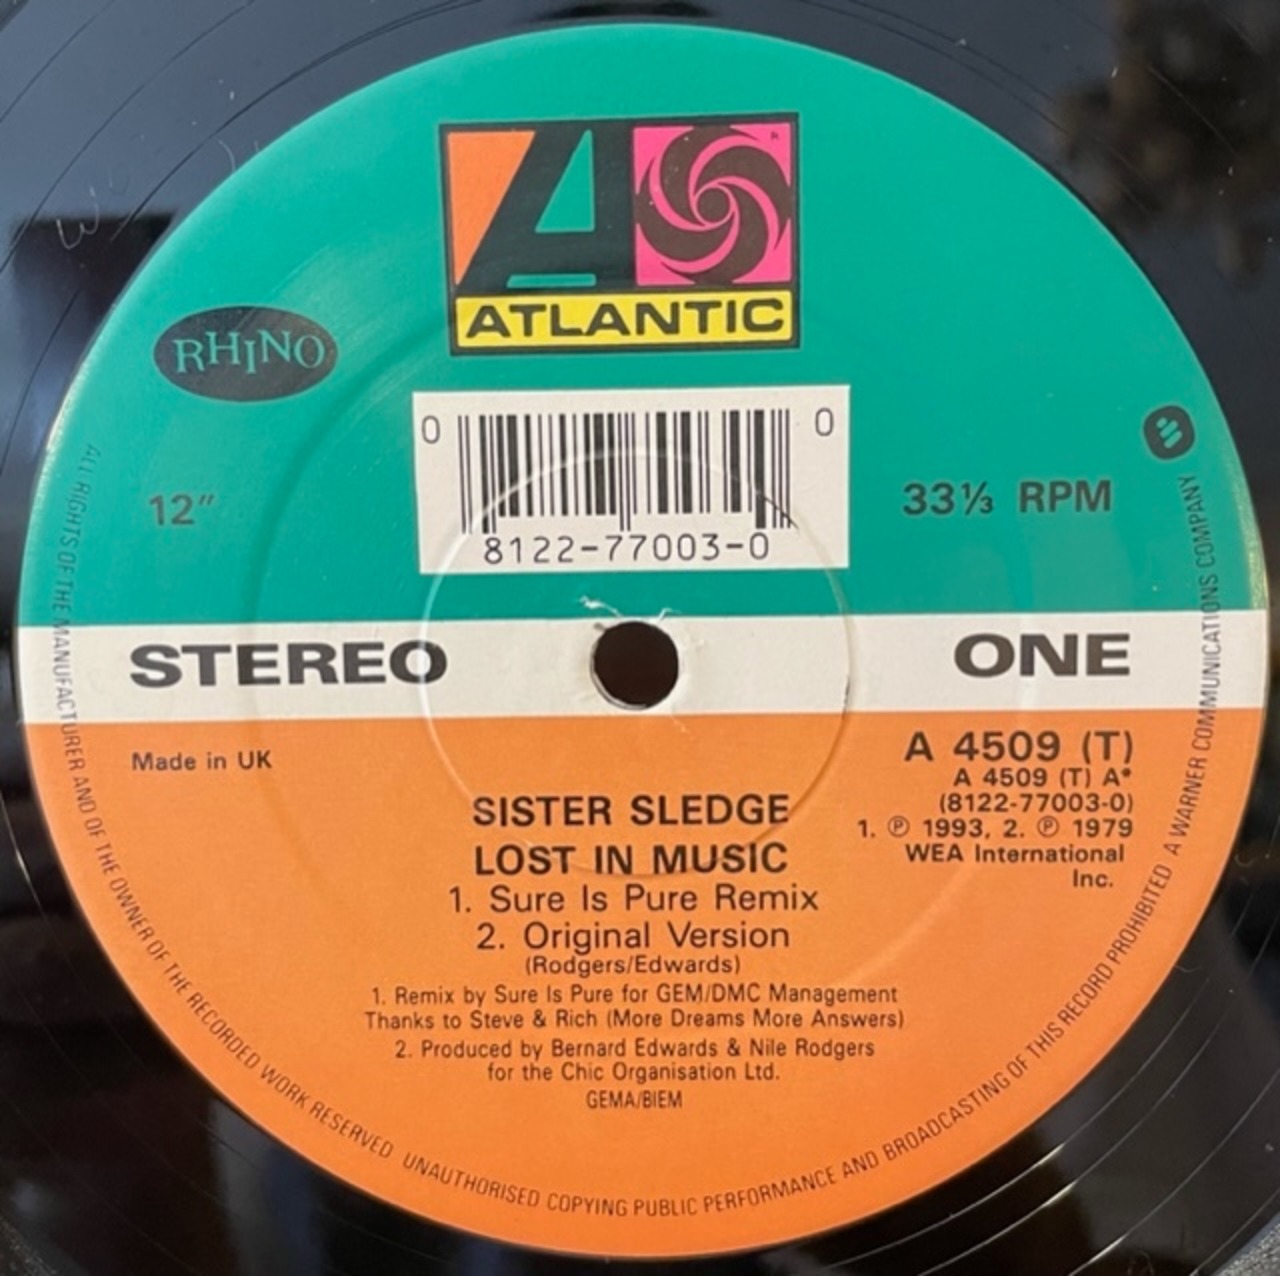 ATLANTIC
RHINO
0 0
8122-77003-0
12"
33⅓ RPM
STEREO
ONE
Made in UK
A 4509 (T)
A 4509 (T) A*
(8122-77003-0)
1. ℗ 1993, 2. ℗ 1979
WEA International
Inc.
SISTER SLEDGE
LOST IN MUSIC
1. Sure Is Pure Remix
2. Original Version
(Rodgers/Edwards)
1. Remix by Sure Is Pure for GEM/DMC Management
Thanks to Steve & Rich (More Dreams More Answers)
2. Produced by Bernard Edwards & Nile Rodgers
for the Chic Organisation Ltd.
GEMA/BIEM
ALL RIGHTS OF THE MANUFACTURER AND OF THE OWNER OF THE RECORDED WORK RESERVED UNAUTHORISED COPYING PUBLIC PERFORMANCE AND BROADCASTING OF THIS RECORD PROHIBITED A WARNER COMMUNICATIONS COMPANY